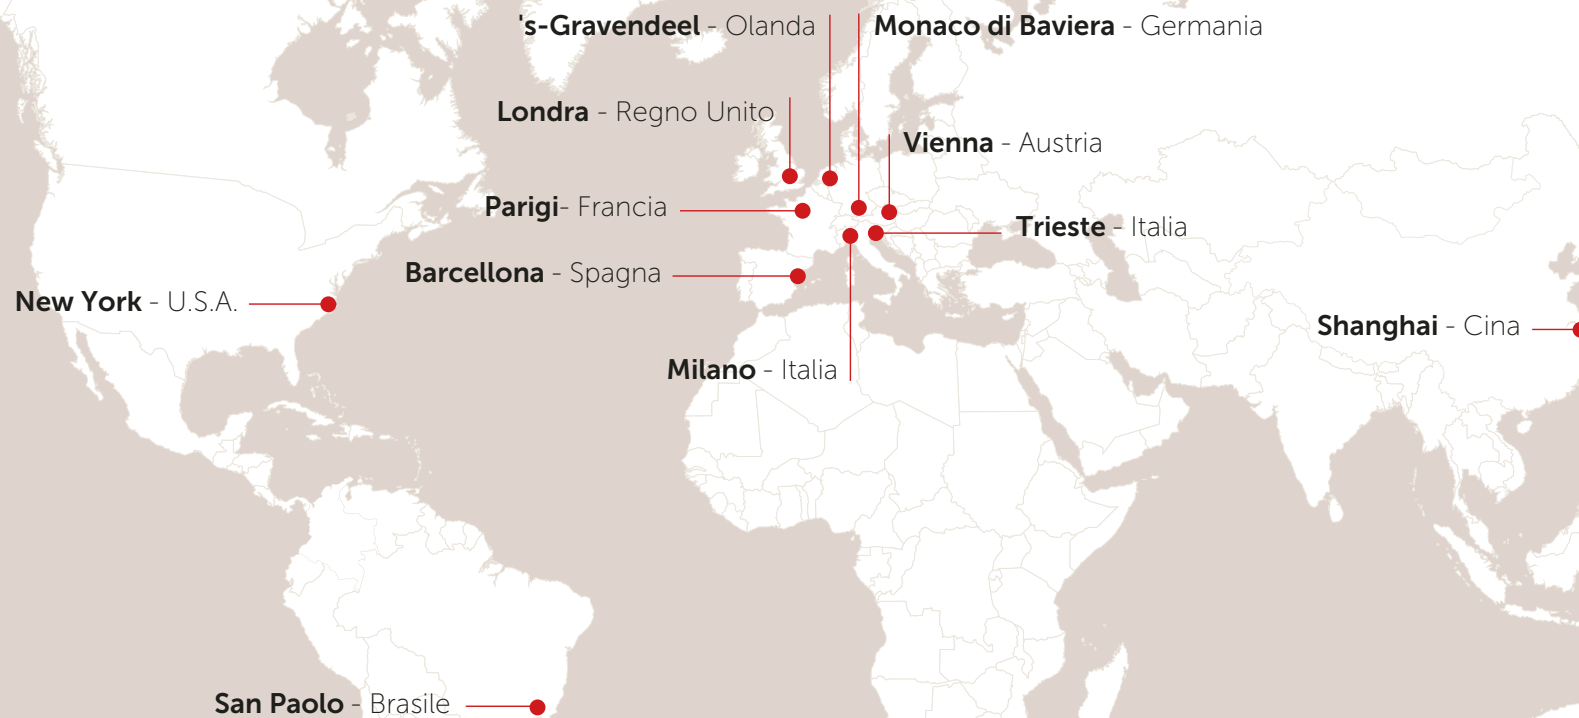 's-Gravendeel - Olanda
Monaco di Baviera - Germania
Londra - Regno Unito
Vienna - Austria
Parigi- Francia
Trieste - Italia
Barcellona - Spagna
New York - U.S.A.
Shanghai - Cina
Milano - Italia
San Paolo - Brasile